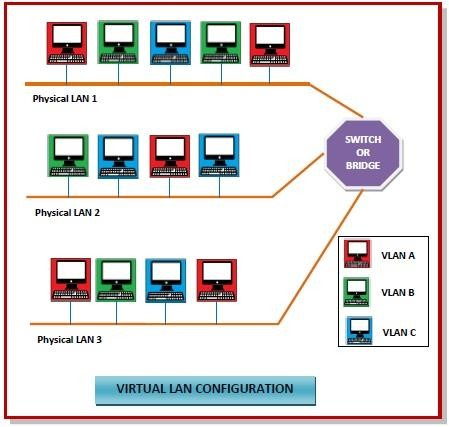 Physical LAN 1
SWITCH
OR
BRIDGE
Physical LAN 2
VLAN A
VLAN B
VLAN C
Physical LAN 3
VIRTUAL LAN CONFIGURATION